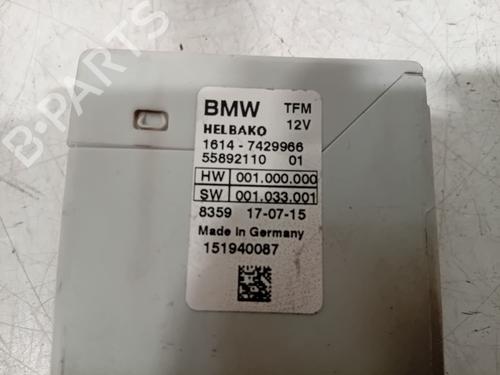 BMW TFM
HELBAKO 12V
1614 - 7429966
55892110 01
HW 001.000.000
SW 001.033.001
8359 17-07-15
Made in Germany
151940087
B-PARTS